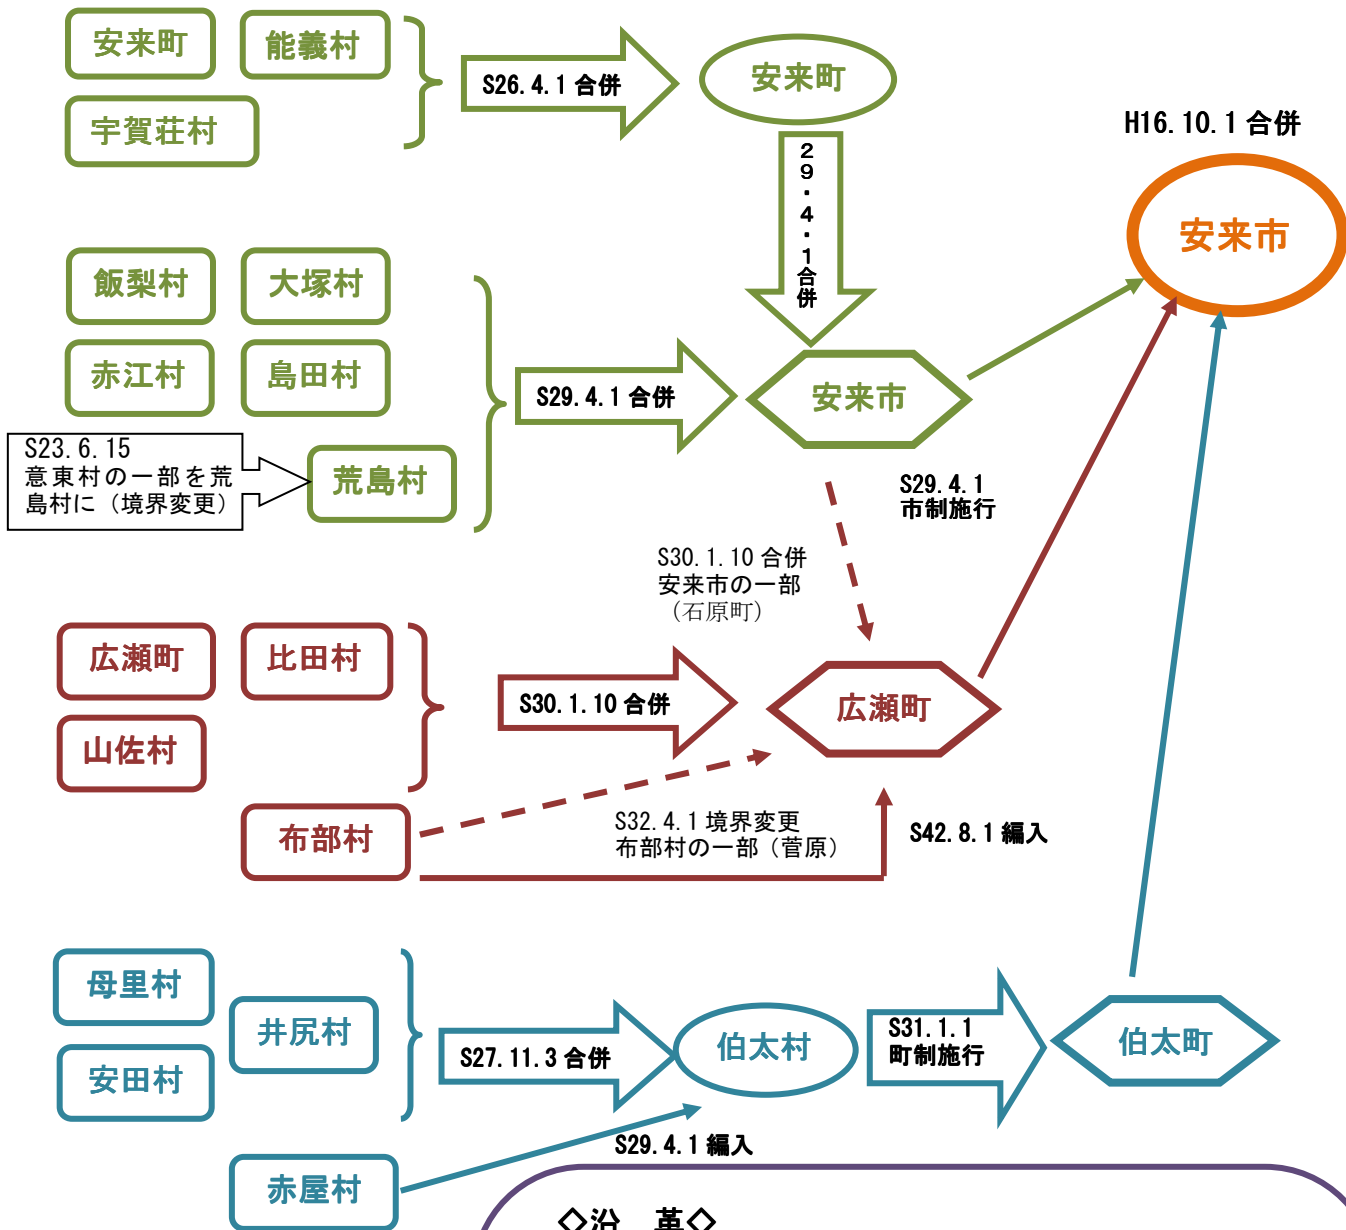 安来町
能義村
宇賀荘村
S26.4.1 合併
安来町
29・4・1合併
H16.10.1 合併
安来市
飯梨村
大塚村
赤江村
島田村
S23.6.15
意東村の一部を荒
島村に（境界変更）
荒島村
S29.4.1 合併
安来市
S29.4.1
市制施行
S30.1.10 合併
安来市の一部
（石原町）
広瀬町
比田村
山佐村
S30.1.10 合併
広瀬町
布部村
S32.4.1 境界変更
布部村の一部（菅原）
S42.8.1 編入
母里村
井尻村
安田村
S27.11.3 合併
伯太村
S31.1.1
町制施行
伯太町
S29.4.1 編入
赤屋村
◇沿　革◇